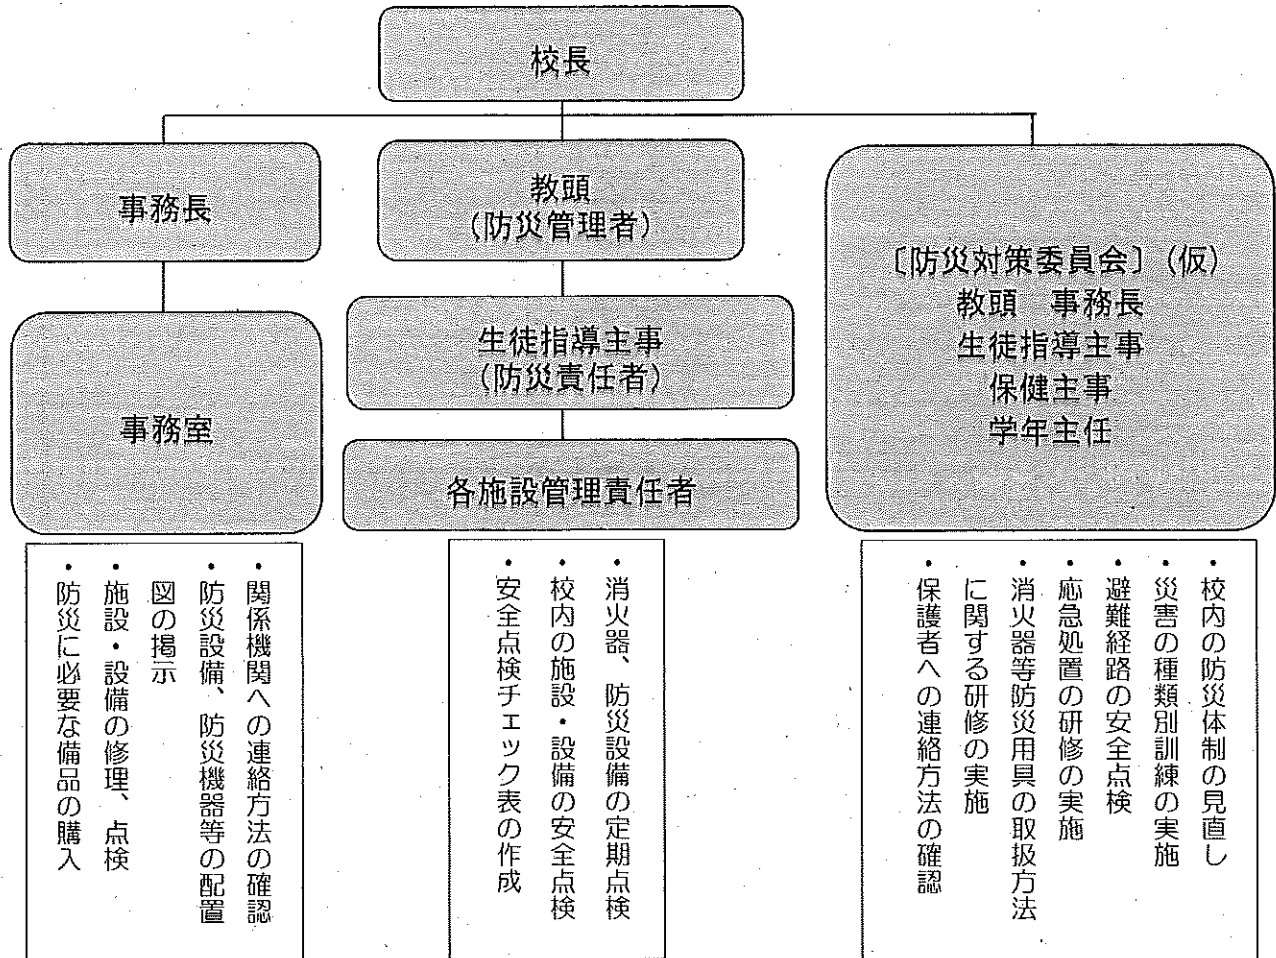 校長
事務長
教頭
(防災管理者)
〔防災対策委員会〕(仮)
教頭　事務長
生徒指導主事
保健主事
学年主任
生徒指導主事
(防災責任者)
事務室
各施設管理責任者
・関係機関への連絡方法の確認
・防災設備、防災機器等の配置
図の掲示
・施設・設備の修理、点検
・防災に必要な備品の購入
・消火器、防災設備の定期点検
・校内の施設・設備の安全点検
・安全点検チェック表の作成
・校内の防災体制の見直し
・災害の種類別訓練の実施
・避難経路の安全点検
・応急処置の研修の実施
・消火器等防災用具の取扱方法
に関する研修の実施
・保護者への連絡方法の確認